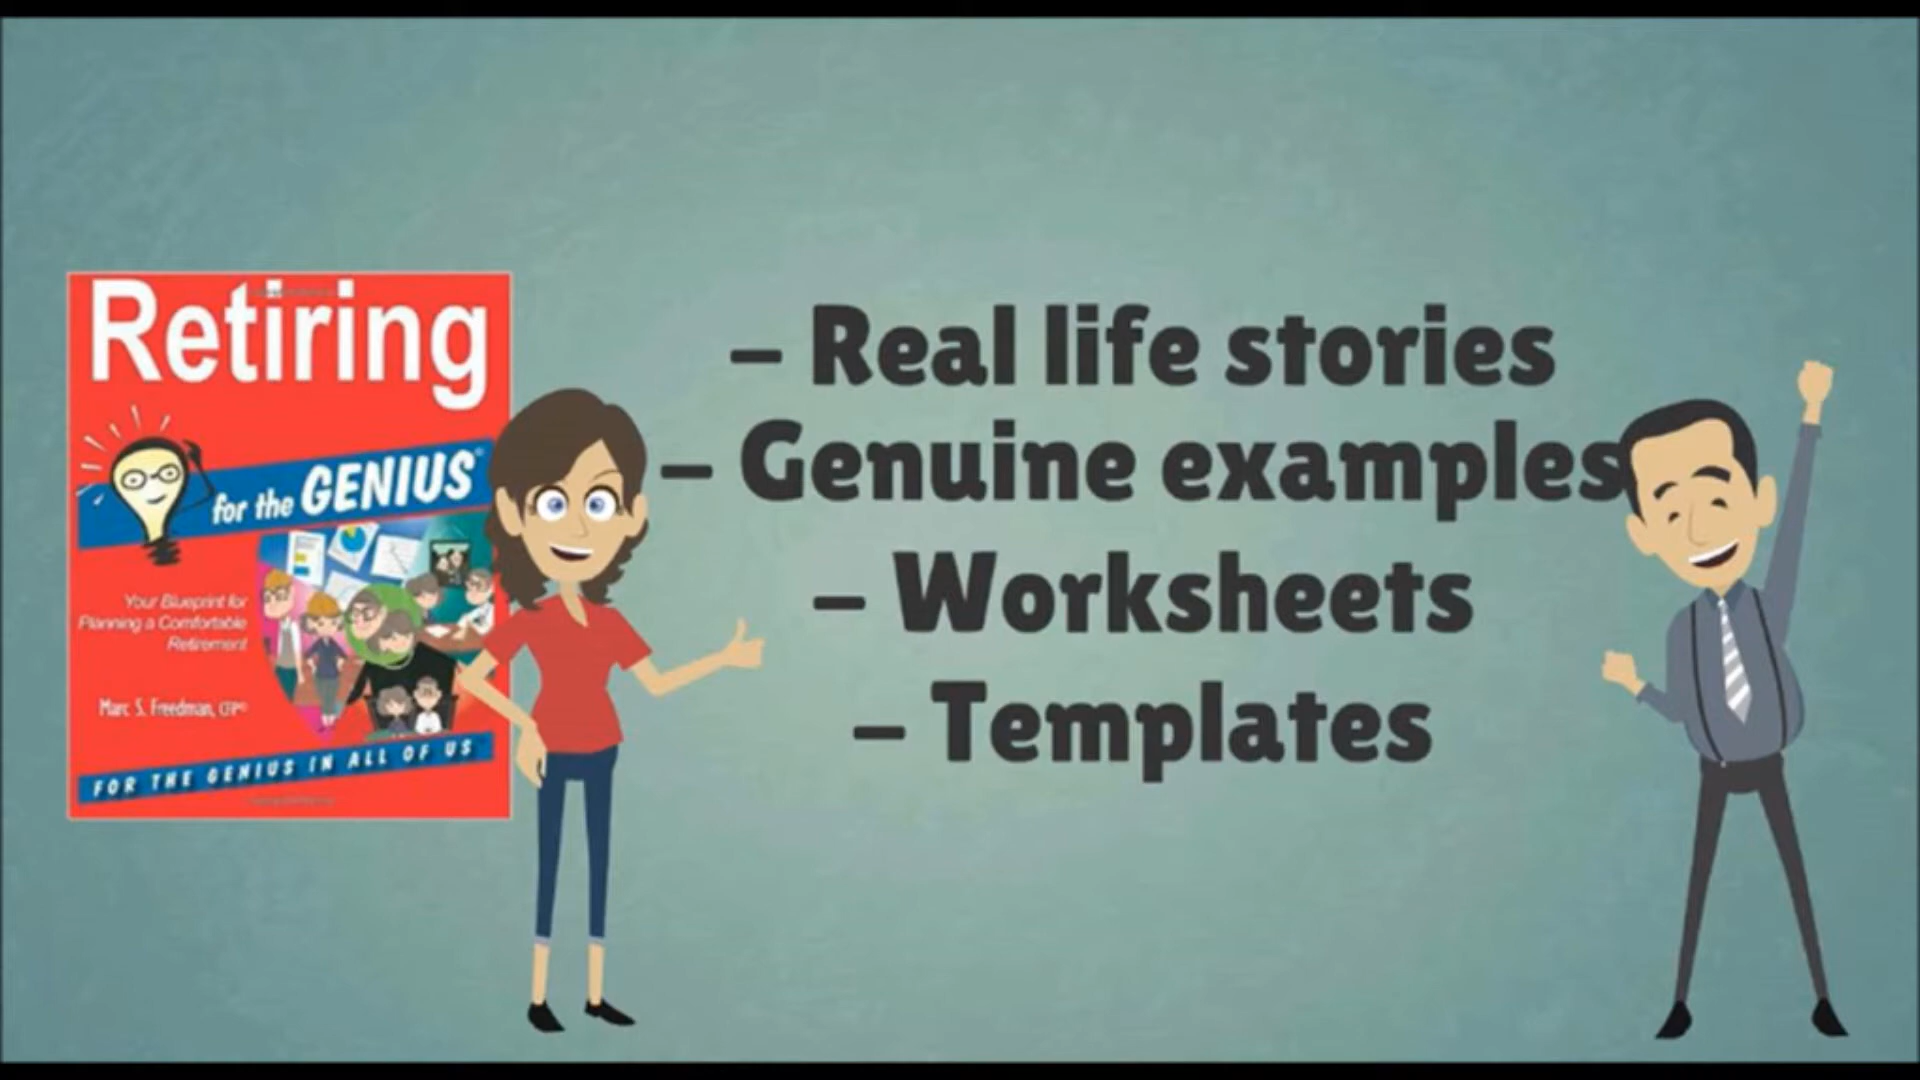 Retiring
for the GENIUS
Your Blueprint for
Planning a Comfortable
Retirement
Marc S. Freedman, CFP®
FOR THE GENIUS IN ALL OF US
– Real life stories
– Genuine examples
– Worksheets
– Templates